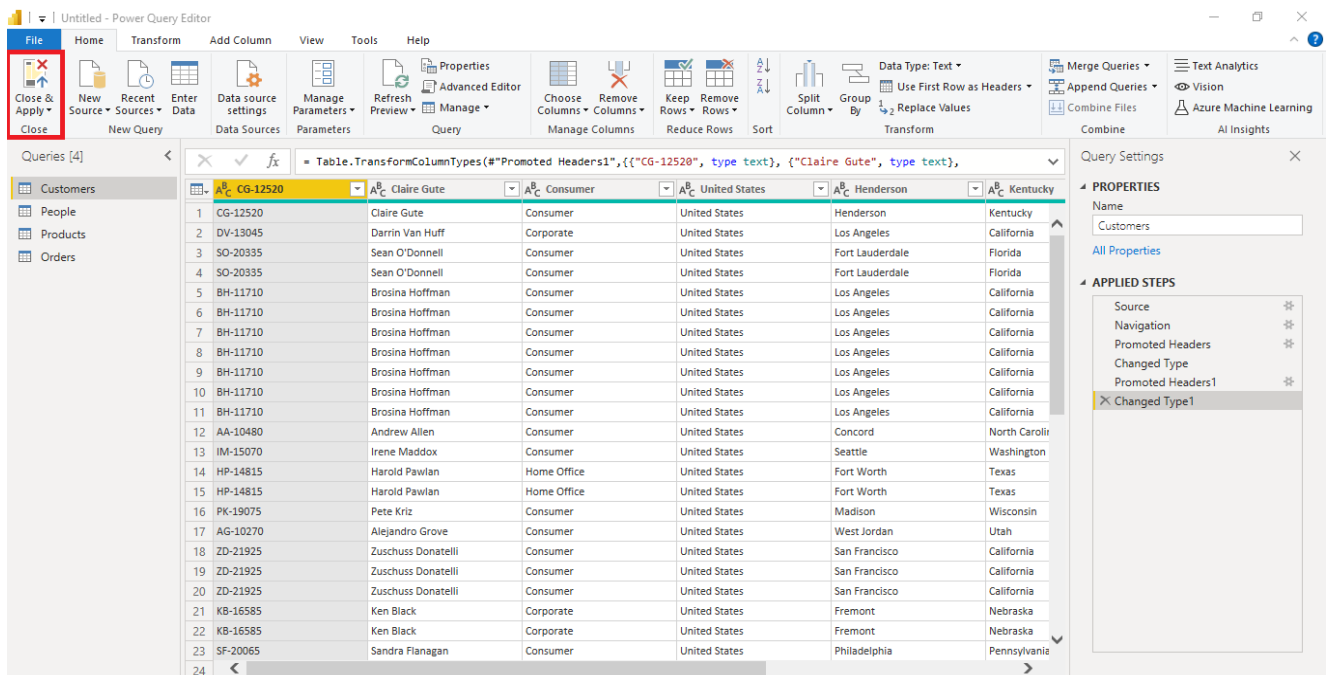 Untitled - Power Query Editor
File Home Transform Add Column View Tools Help
Close & Apply
New Source
Recent Sources
Enter Data
Data source settings
Manage Parameters
Refresh Preview
Properties
Advanced Editor
Manage
Choose Columns
Remove Columns
Keep Rows
Remove Rows
Split Column
Group By
Data Type: Text
Use First Row as Headers
Replace Values
Merge Queries
Append Queries
Combine Files
Text Analytics
Vision
Azure Machine Learning
Close New Query Data Sources Parameters Query Manage Columns Reduce Rows Sort Transform Combine AI Insights
Queries [4]
Customers
People
Products
Orders
fx = Table.TransformColumnTypes(#"Promoted Headers1",{{"CG-12520", type text}, {"Claire Gute", type text},
ABC CG-12520 ABC Claire Gute ABC Consumer ABC United States ABC Henderson ABC Kentucky
1 CG-12520 Claire Gute Consumer United States Henderson Kentucky
2 DV-13045 Darrin Van Huff Corporate United States Los Angeles California
3 SO-20335 Sean O'Donnell Consumer United States Fort Lauderdale Florida
4 SO-20335 Sean O'Donnell Consumer United States Fort Lauderdale Florida
5 BH-11710 Brosina Hoffman Consumer United States Los Angeles California
6 BH-11710 Brosina Hoffman Consumer United States Los Angeles California
7 BH-11710 Brosina Hoffman Consumer United States Los Angeles California
8 BH-11710 Brosina Hoffman Consumer United States Los Angeles California
9 BH-11710 Brosina Hoffman Consumer United States Los Angeles California
10 BH-11710 Brosina Hoffman Consumer United States Los Angeles California
11 BH-11710 Brosina Hoffman Consumer United States Los Angeles California
12 AA-10480 Andrew Allen Consumer United States Concord North Carolin
13 IM-15070 Irene Maddox Consumer United States Seattle Washington
14 HP-14815 Harold Pawlan Home Office United States Fort Worth Texas
15 HP-14815 Harold Pawlan Home Office United States Fort Worth Texas
16 PK-19075 Pete Kriz Consumer United States Madison Wisconsin
17 AG-10270 Alejandro Grove Consumer United States West Jordan Utah
18 ZD-21925 Zuschuss Donatelli Consumer United States San Francisco California
19 ZD-21925 Zuschuss Donatelli Consumer United States San Francisco California
20 ZD-21925 Zuschuss Donatelli Consumer United States San Francisco California
21 KB-16585 Ken Black Corporate United States Fremont Nebraska
22 KB-16585 Ken Black Corporate United States Fremont Nebraska
23 SF-20065 Sandra Flanagan Consumer United States Philadelphia Pennsylvania
24
Query Settings
PROPERTIES
Name
Customers
All Properties
APPLIED STEPS
Source
Navigation
Promoted Headers
Changed Type
Promoted Headers1
Changed Type1